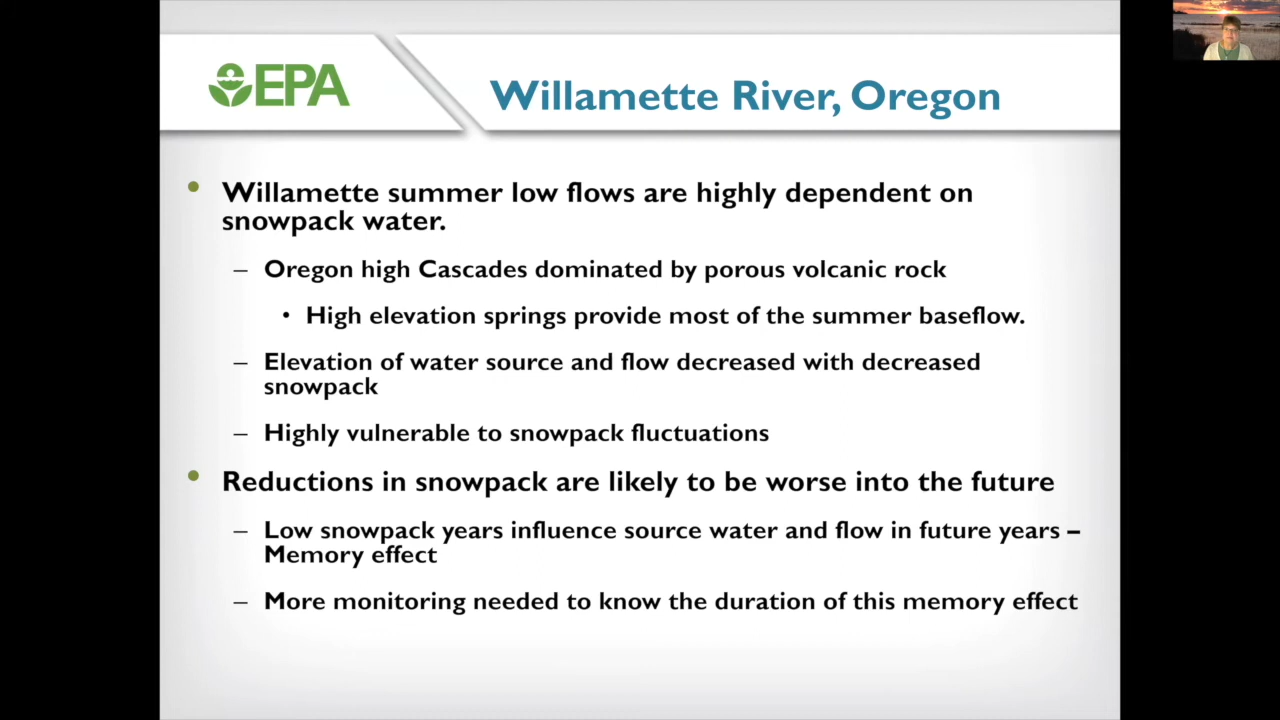 EPA
Willamette River, Oregon
• Willamette summer low flows are highly dependent on
snowpack water.
– Oregon high Cascades dominated by porous volcanic rock
• High elevation springs provide most of the summer baseflow.
– Elevation of water source and flow decreased with decreased
snowpack
– Highly vulnerable to snowpack fluctuations
• Reductions in snowpack are likely to be worse into the future
– Low snowpack years influence source water and flow in future years –
Memory effect
– More monitoring needed to know the duration of this memory effect